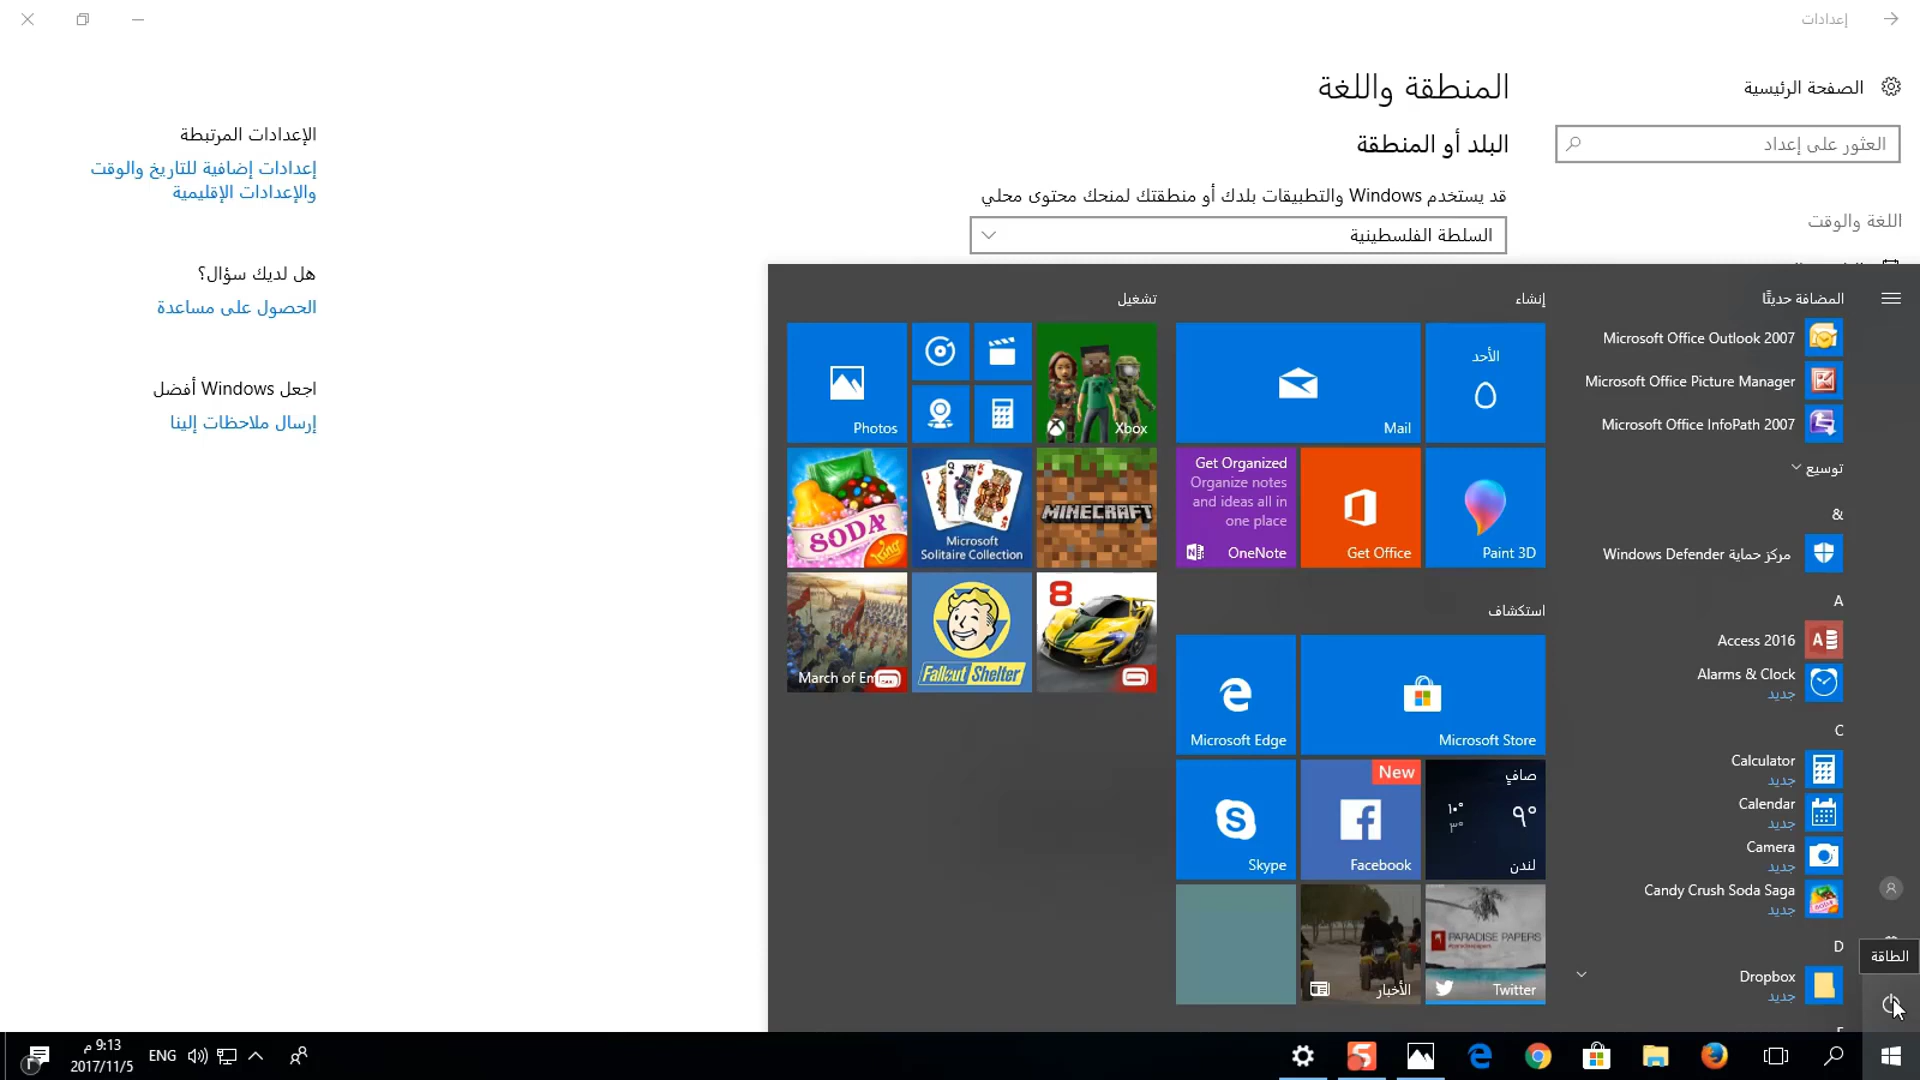 إعدادات
الصفحة الرئيسية
العثور على إعداد
اللغة والوقت
المنطقة واللغة
البلد أو المنطقة
قد يستخدم Windows والتطبيقات بلدك أو منطقتك لمنحك محتوى محلي
السلطة الفلسطينية
الإعدادات المرتبطة
إعدادات إضافية للتاريخ والوقت
والإعدادات الإقليمية
هل لديك سؤال؟
الحصول على مساعدة
اجعل Windows أفضل
إرسال ملاحظات إلينا
المضافة حديثًا
Microsoft Office Outlook 2007
Microsoft Office Picture Manager
Microsoft Office InfoPath 2007
توسيع
&
مركز حماية Windows Defender
A
Access 2016
Alarms & Clock
جديد
C
Calculator
جديد
Calendar
جديد
Camera
جديد
Candy Crush Soda Saga
جديد
D
Dropbox
جديد
الطاقة
إنشاء
الأحد
٥
Mail
Paint 3D
Get Office
Get Organized
Organize notes
and ideas all in
one place
OneNote
استكشاف
Microsoft Store
Microsoft Edge
صافٍ
٩°
١٠°
٣°
لندن
New
Facebook
Skype
PARADISE PAPERS
Twitter
الأخبار
تشغيل
Xbox
Photos
MINECRAFT
Microsoft
Solitaire Collection
SODA
King
8
Fallout Shelter
March of Em
ENG
9:13 م
2017/11/5